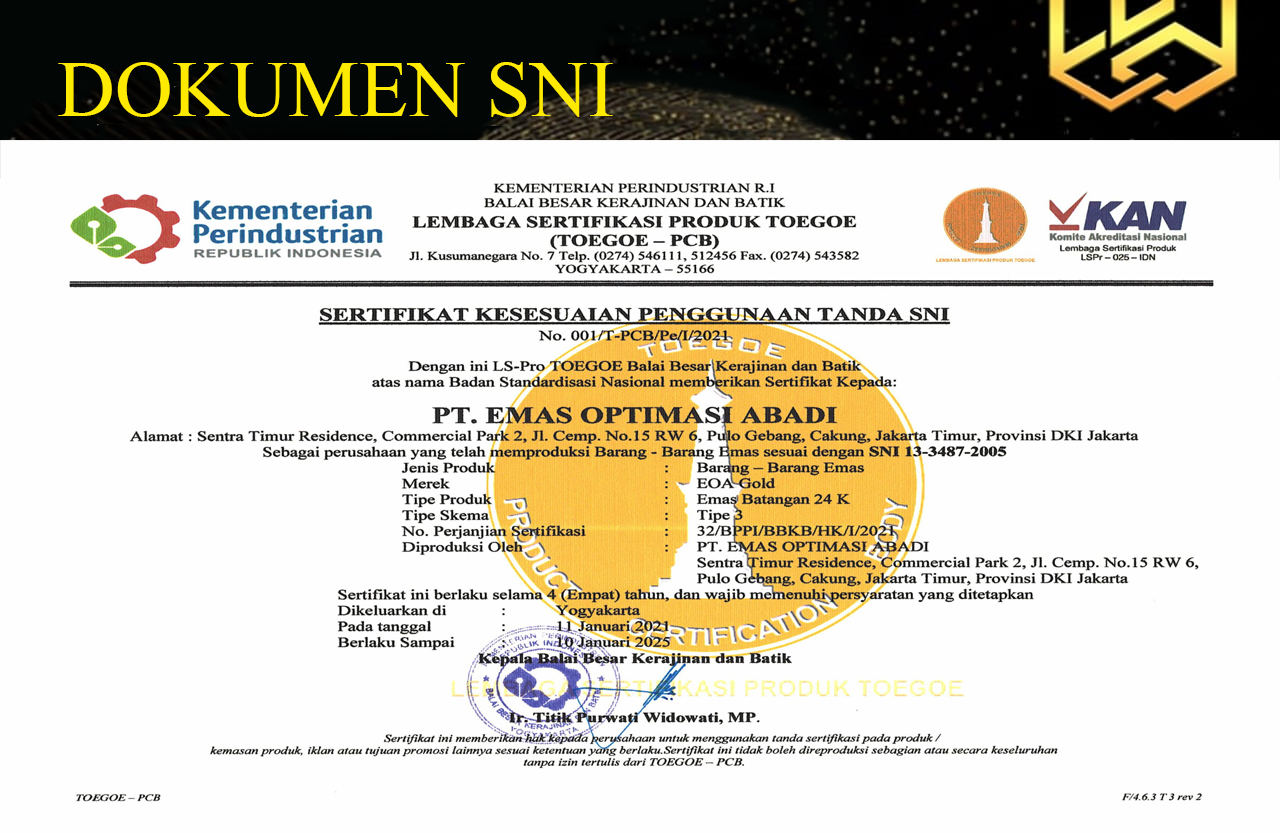 DOKUMEN SNI
Kementerian
Perindustrian
REPUBLIK INDONESIA
KEMENTERIAN PERINDUSTRIAN R.I
BALAI BESAR KERAJINAN DAN BATIK
LEMBAGA SERTIFIKASI PRODUK TOEGOE
(TOEGOE – PCB)
Jl. Kusumanegara No. 7 Telp. (0274) 546111, 512456 Fax. (0274) 543582
YOGYAKARTA – 55166
LEMBAGA SERTIFIKASI PRODUK TOEGOE
KAN
Komite Akreditasi Nasional
Lembaga Sertifikasi Produk
LSPr – 025 – IDN
SERTIFIKAT KESESUAIAN PENGGUNAAN TANDA SNI
No. 001/T-PCB/Pe/I/2021
TOEGOE
Dengan ini LS-Pro TOEGOE Balai Besar Kerajinan dan Batik
atas nama Badan Standardisasi Nasional memberikan Sertifikat Kepada:
PT. EMAS OPTIMASI ABADI
Alamat : Sentra Timur Residence, Commercial Park 2, Jl. Cemp. No.15 RW 6, Pulo Gebang, Cakung, Jakarta Timur, Provinsi DKI Jakarta
Sebagai perusahaan yang telah memproduksi Barang - Barang Emas sesuai dengan SNI 13-3487-2005
Jenis Produk : Barang – Barang Emas
Merek : EOA Gold
Tipe Produk : Emas Batangan 24 K
Tipe Skema : Tipe 3
No. Perjanjian Sertifikasi : 32/BPPI/BBKB/HK/I/2021
Diproduksi Oleh : PT. EMAS OPTIMASI ABADI
Sentra Timur Residence, Commercial Park 2, Jl. Cemp. No.15 RW 6,
Pulo Gebang, Cakung, Jakarta Timur, Provinsi DKI Jakarta
PRODUCT CERTIFICATION BODY
Sertifikat ini berlaku selama 4 (Empat) tahun, dan wajib memenuhi persyaratan yang ditetapkan
Dikeluarkan di : Yogyakarta
Pada tanggal : 11 Januari 2021
Berlaku Sampai : 10 Januari 2025
Kepala Balai Besar Kerajinan dan Batik
LEMBAGA SERTIFIKASI PRODUK TOEGOE
Ir. Titik Purwati Widowati, MP.
Sertifikat ini memberikan hak kepada perusahaan untuk menggunakan tanda sertifikasi pada produk /
kemasan produk, iklan atau tujuan promosi lainnya sesuai ketentuan yang berlaku.Sertifikat ini tidak boleh direproduksi sebagian atau secara keseluruhan
tanpa izin tertulis dari TOEGOE – PCB.
TOEGOE – PCB
F/4.6.3 T 3 rev 2